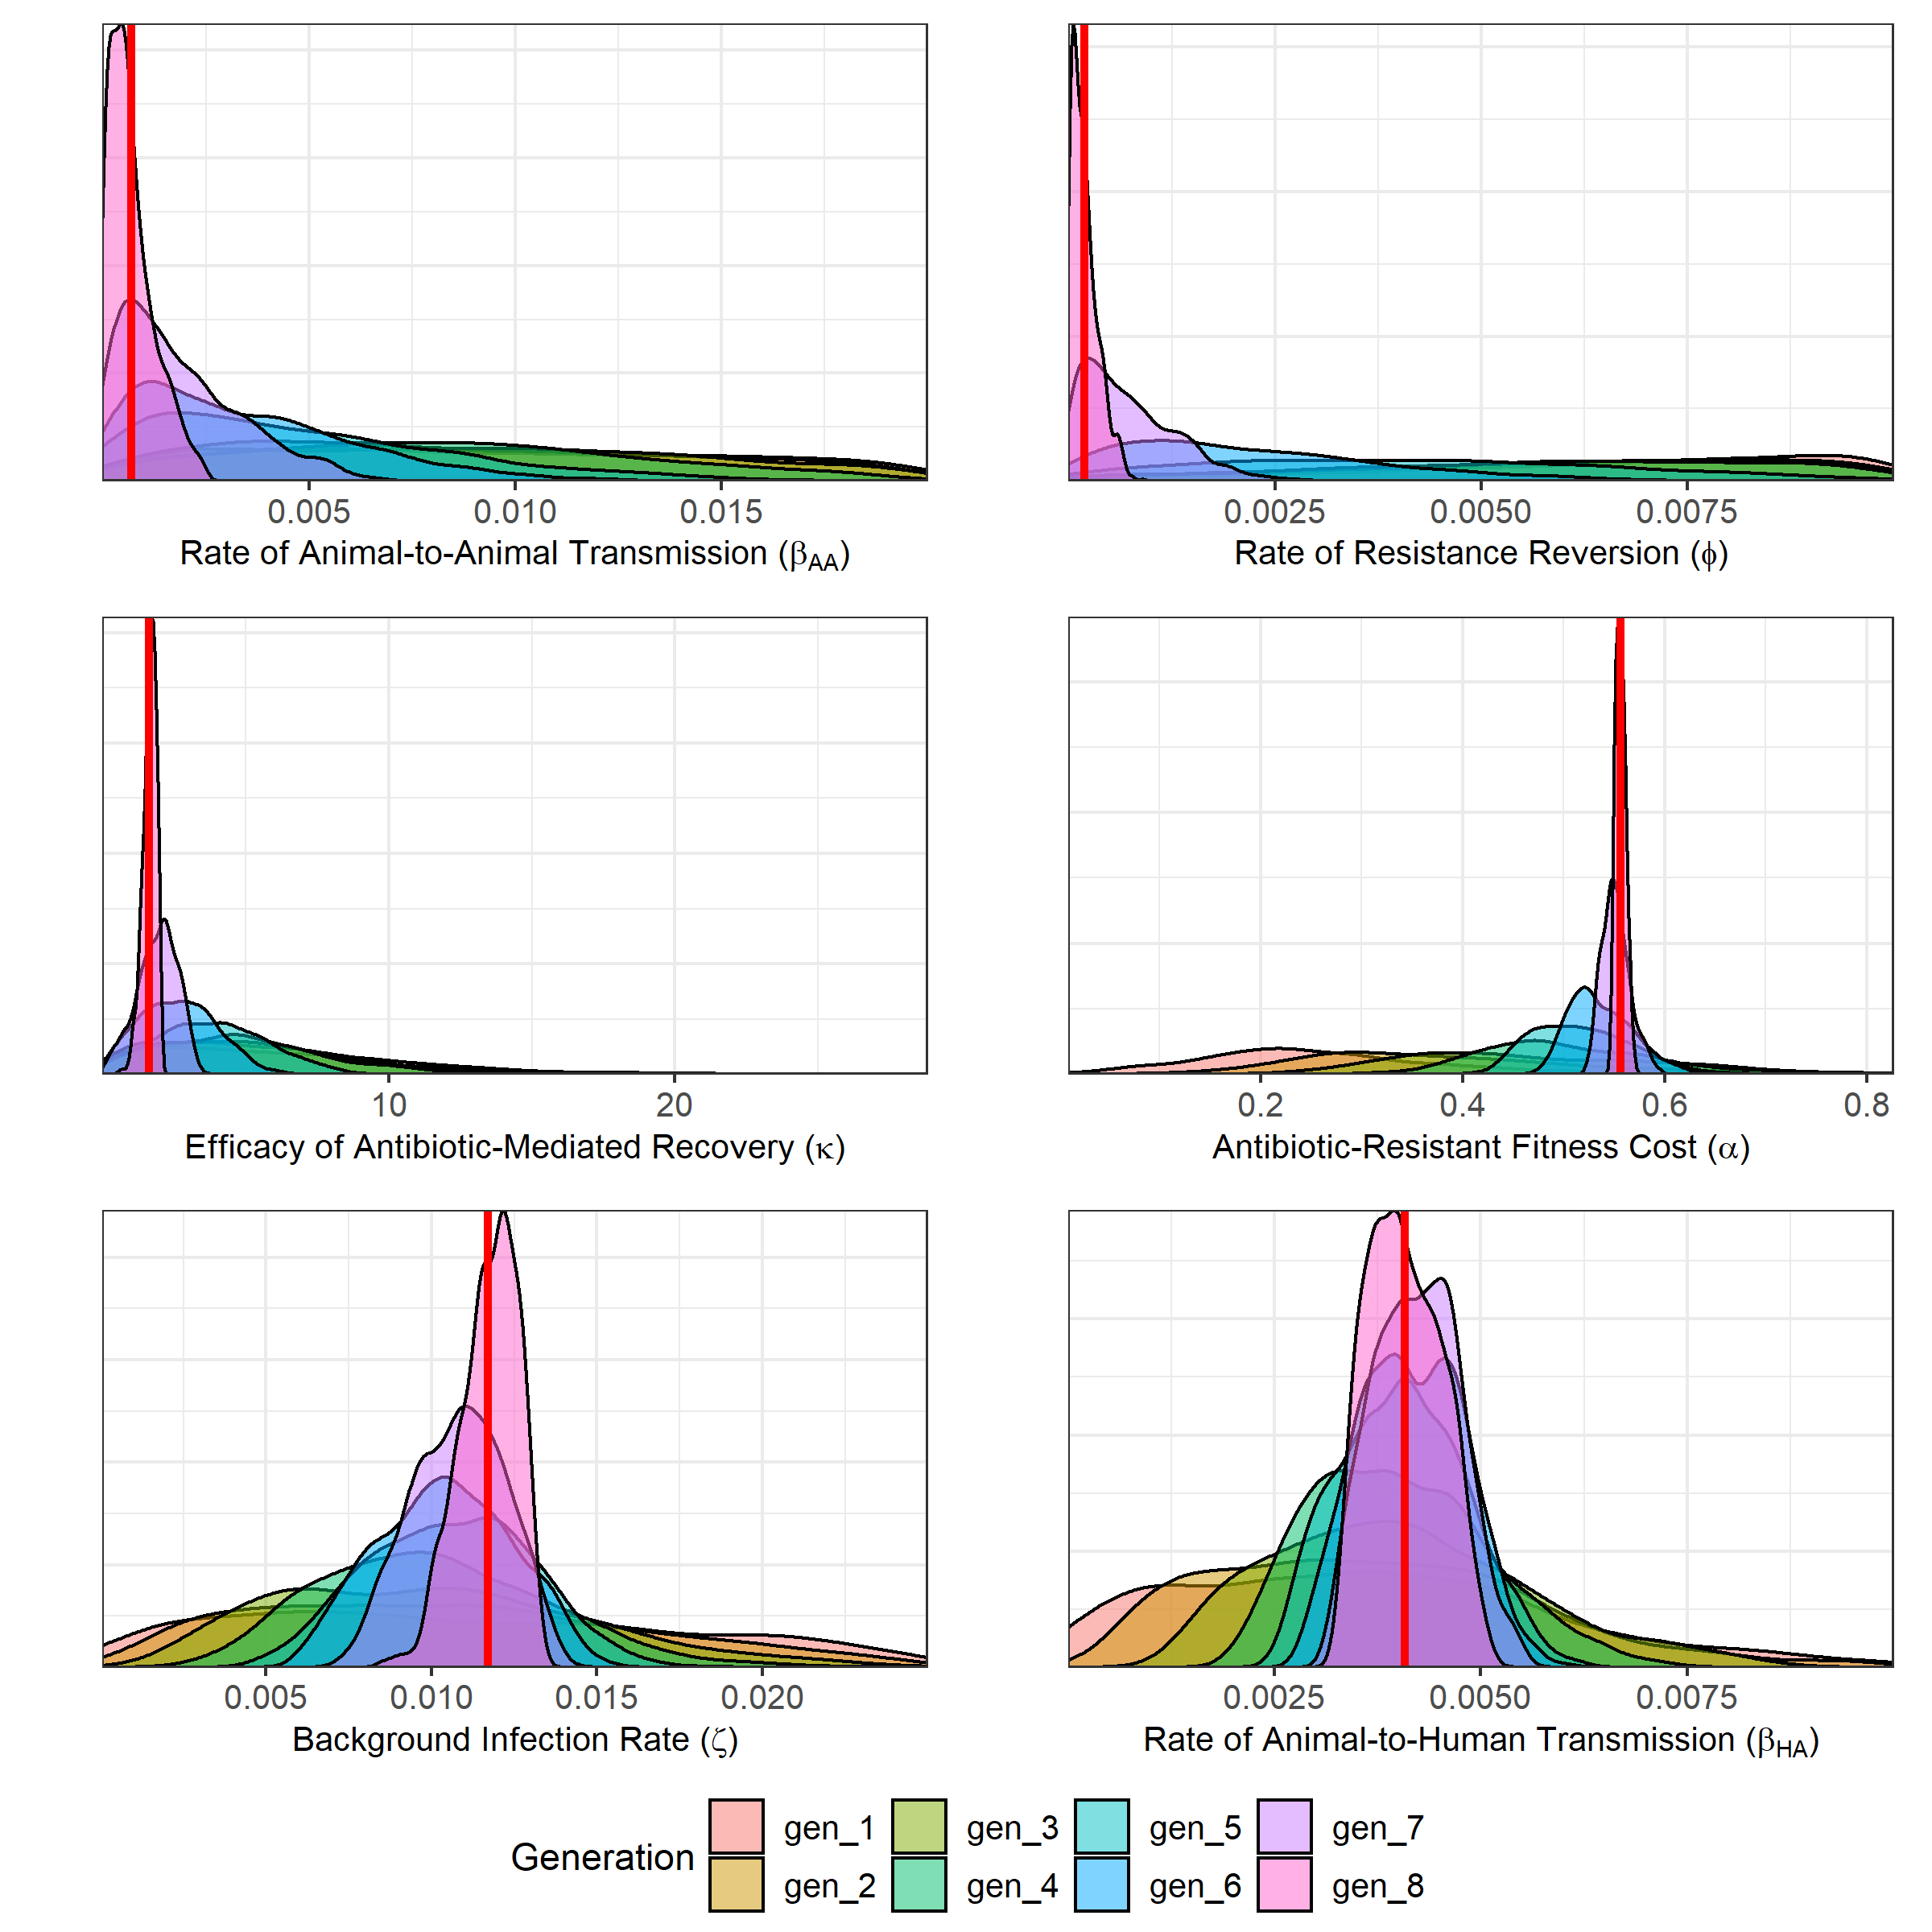 0.005 0.010 0.015
Rate of Animal-to-Animal Transmission (βAA)
0.0025 0.0050 0.0075
Rate of Resistance Reversion (ϕ)
10 20
Efficacy of Antibiotic-Mediated Recovery (κ)
0.2 0.4 0.6 0.8
Antibiotic-Resistant Fitness Cost (α)
0.005 0.010 0.015 0.020
Background Infection Rate (ζ)
0.0025 0.0050 0.0075
Rate of Animal-to-Human Transmission (βHA)
Generation
gen_1 gen_3 gen_5 gen_7
gen_2 gen_4 gen_6 gen_8